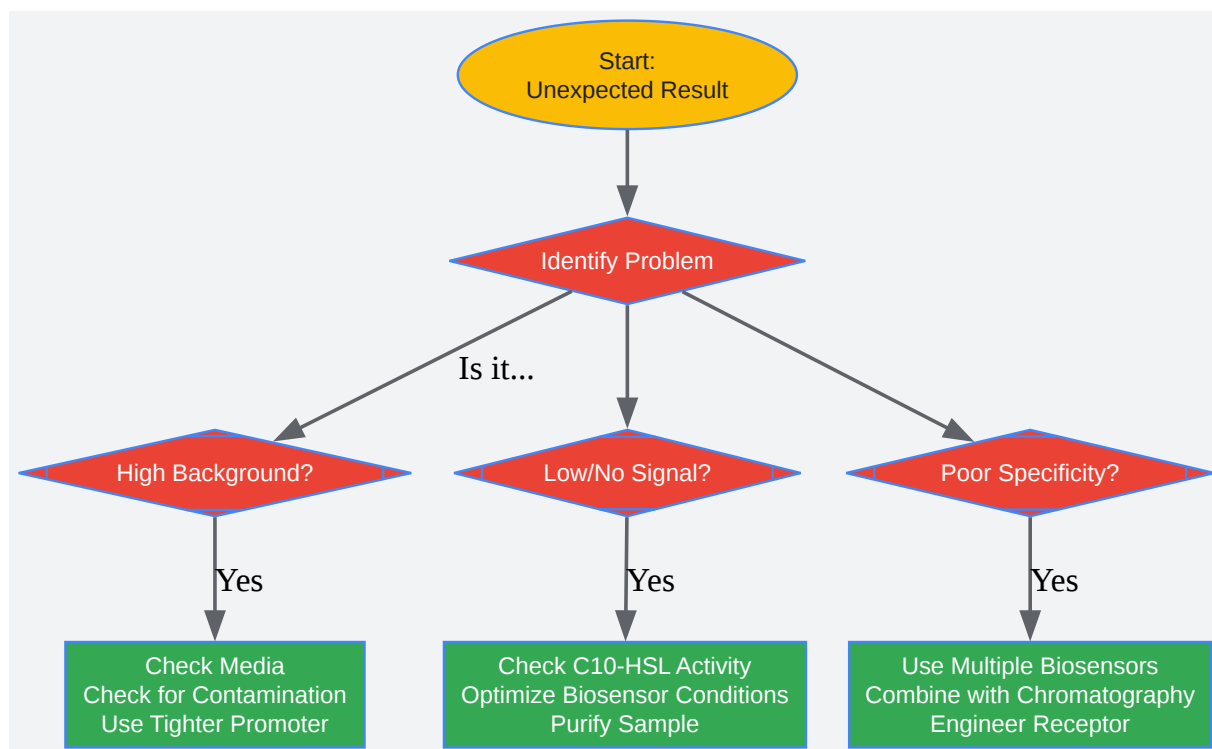 Start:
Unexpected Result
Identify Problem
Is it...
High Background?
Low/No Signal?
Poor Specificity?
Yes
Yes
Yes
Check Media
Check for Contamination
Use Tighter Promoter
Check C10-HSL Activity
Optimize Biosensor Conditions
Purify Sample
Use Multiple Biosensors
Combine with Chromatography
Engineer Receptor